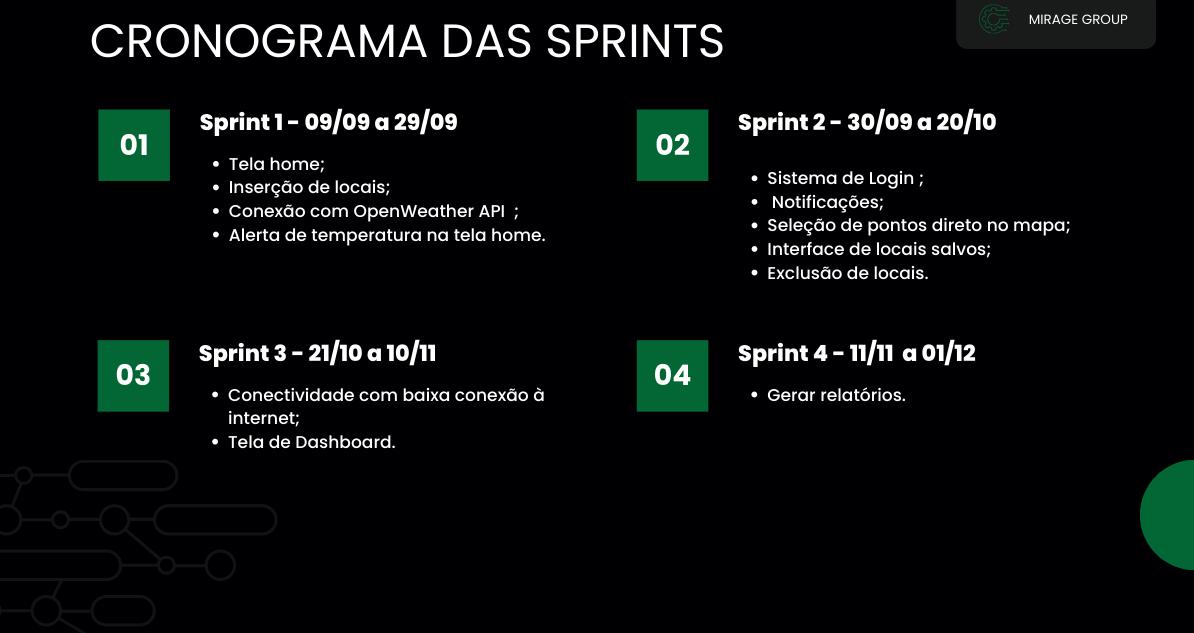 CRONOGRAMA DAS SPRINTS
MIRAGE GROUP
01
Sprint 1 - 09/09 a 29/09
• Tela home;
• Inserção de locais;
• Conexão com OpenWeather API  ;
• Alerta de temperatura na tela home.
02
Sprint 2 - 30/09 a 20/10
• Sistema de Login ;
• Notificações;
• Seleção de pontos direto no mapa;
• Interface de locais salvos;
• Exclusão de locais.
03
Sprint 3 - 21/10 a 10/11
• Conectividade com baixa conexão à
internet;
• Tela de Dashboard.
04
Sprint 4 - 11/11  a 01/12
• Gerar relatórios.